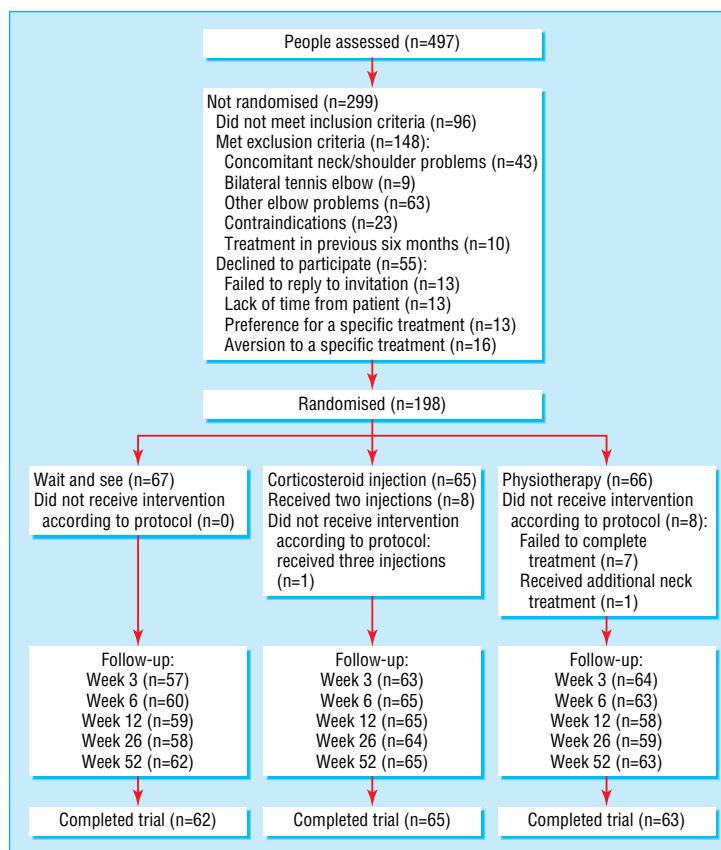 People assessed (n=497)
Not randomised (n=299)
Did not meet inclusion criteria (n=96)
Met exclusion criteria (n=148):
Concomitant neck/shoulder problems (n=43)
Bilateral tennis elbow (n=9)
Other elbow problems (n=63)
Contraindications (n=23)
Treatment in previous six months (n=10)
Declined to participate (n=55):
Failed to reply to invitation (n=13)
Lack of time from patient (n=13)
Preference for a specific treatment (n=13)
Aversion to a specific treatment (n=16)
Randomised (n=198)
Wait and see (n=67)
Did not receive intervention
according to protocol (n=0)
Corticosteroid injection (n=65)
Received two injections (n=8)
Did not receive intervention
according to protocol:
received three injections
(n=1)
Physiotherapy (n=66)
Did not receive intervention
according to protocol (n=8):
Failed to complete
treatment (n=7)
Received additional neck
treatment (n=1)
Follow-up:
Week 3 (n=57)
Week 6 (n=60)
Week 12 (n=59)
Week 26 (n=58)
Week 52 (n=62)
Follow-up:
Week 3 (n=63)
Week 6 (n=65)
Week 12 (n=65)
Week 26 (n=64)
Week 52 (n=65)
Follow-up:
Week 3 (n=64)
Week 6 (n=63)
Week 12 (n=58)
Week 26 (n=59)
Week 52 (n=63)
Completed trial (n=62)
Completed trial (n=65)
Completed trial (n=63)